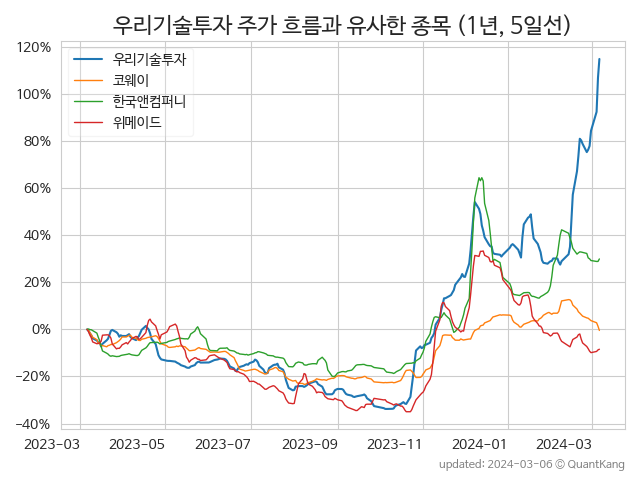 우리기술투자 주가 흐름과 유사한 종목 (1년, 5일선)
120%
100%
80%
60%
40%
20%
0%
−20%
−40%
우리기술투자
코웨이
한국앤컴퍼니
위메이드
2023-03 2023-05 2023-07 2023-09 2023-11 2024-01 2024-03
updated: 2024-03-06 © QuantKang